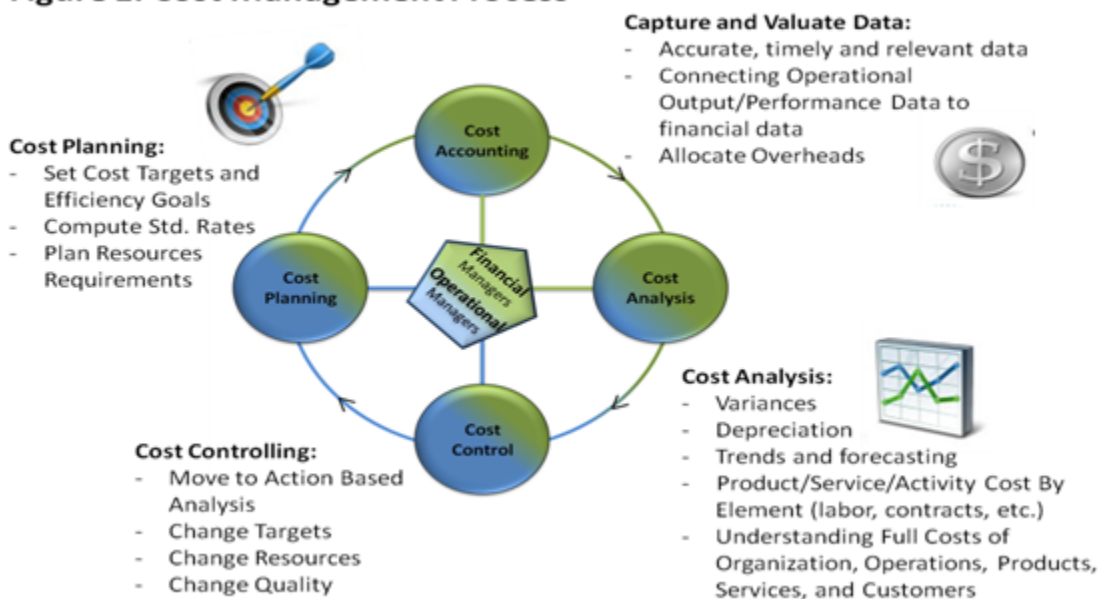 Capture and Valuate Data:
- Accurate, timely and relevant data
- Connecting Operational
Output/Performance Data to
financial data
- Allocate Overheads
$
Cost Planning:
- Set Cost Targets and
Efficiency Goals
- Compute Std. Rates
- Plan Resources
Requirements
Cost
Accounting
Cost
Planning
Financial
Managers
Operational
Managers
Cost
Analysis
Cost
Control
Cost Analysis:
- Variances
- Depreciation
- Trends and forecasting
- Product/Service/Activity Cost By
Element (labor, contracts, etc.)
- Understanding Full Costs of
Organization, Operations, Products,
Services, and Customers
Cost Controlling:
- Move to Action Based
Analysis
- Change Targets
- Change Resources
- Change Quality